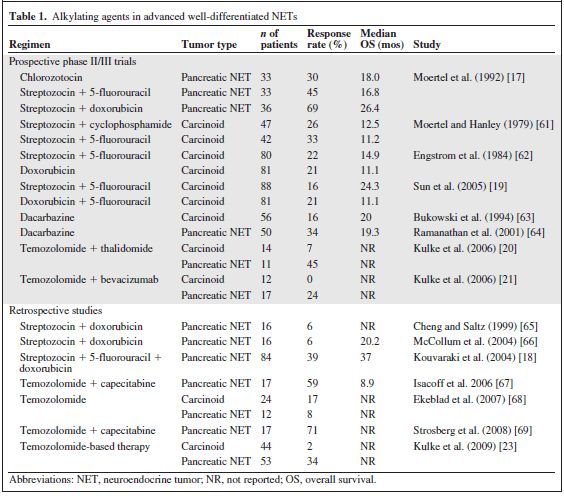 Table 1. Alkylating agents in advanced well-differentiated NETs
n of Response Median
Regimen Tumor type patients rate (%) OS (mos) Study
Prospective phase II/III trials
Chlorozotocin Pancreatic NET 33 30 18.0 Moertel et al. (1992) [17]
Streptozocin + 5-fluorouracil Pancreatic NET 33 45 16.8
Streptozocin + doxorubicin Pancreatic NET 36 69 26.4
Streptozocin + cyclophosphamide Carcinoid 47 26 12.5 Moertel and Hanley (1979) [61]
Streptozocin + 5-fluorouracil Carcinoid 42 33 11.2
Streptozocin + 5-fluorouracil Carcinoid 80 22 14.9 Engstrom et al. (1984) [62]
Doxorubicin Carcinoid 81 21 11.1
Streptozocin + 5-fluorouracil Carcinoid 88 16 24.3 Sun et al. (2005) [19]
Doxorubicin + 5-fluorouracil Carcinoid 81 21 11.1
Dacarbazine Carcinoid 56 16 20 Bukowski et al. (1994) [63]
Dacarbazine Pancreatic NET 50 34 19.3 Ramanathan et al. (2001) [64]
Temozolomide + thalidomide Carcinoid 14 7 NR Kulke et al. (2006) [20]
Pancreatic NET 11 45 NR
Temozolomide + bevacizumab Carcinoid 12 0 NR Kulke et al. (2006) [21]
Pancreatic NET 17 24 NR
Retrospective studies
Streptozocin + doxorubicin Pancreatic NET 16 6 NR Cheng and Saltz (1999) [65]
Streptozocin + doxorubicin Pancreatic NET 16 6 20.2 McCollum et al. (2004) [66]
Streptozocin + 5-fluorouracil + Pancreatic NET 84 39 37 Kouvaraki et al. (2004) [18]
doxorubicin
Temozolomide + capecitabine Pancreatic NET 17 59 8.9 Isacoff et al. 2006 [67]
Temozolomide Carcinoid 24 17 NR Ekeblad et al. (2007) [68]
Pancreatic NET 12 8 NR
Temozolomide + capecitabine Pancreatic NET 17 71 NR Strosberg et al. (2008) [69]
Temozolomide-based therapy Carcinoid 44 2 NR Kulke et al. (2009) [23]
Pancreatic NET 53 34 NR
Abbreviations: NET, neuroendocrine tumor; NR, not reported; OS, overall survival.